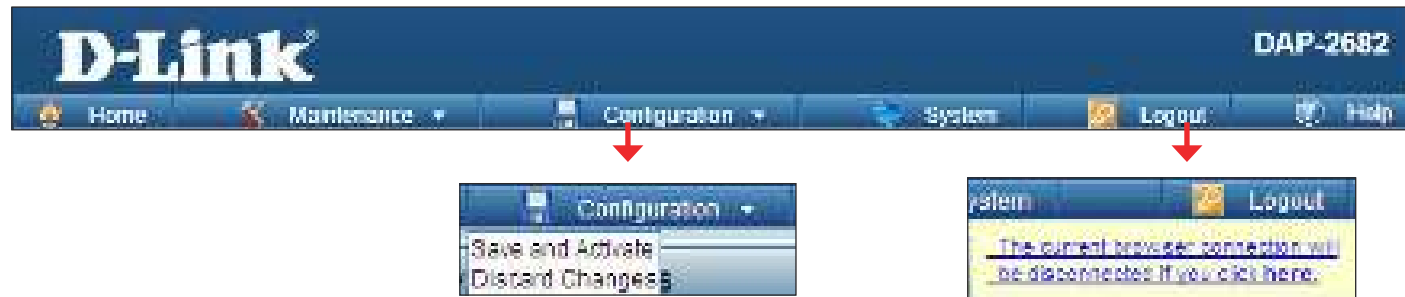 D-Link
DAP-2682
Home Maintenance Configuration System Logout Help
Configuration
Save and Activate
Discard Changes
ystem Logout
The current browser connection will
be disconnected if you click here.